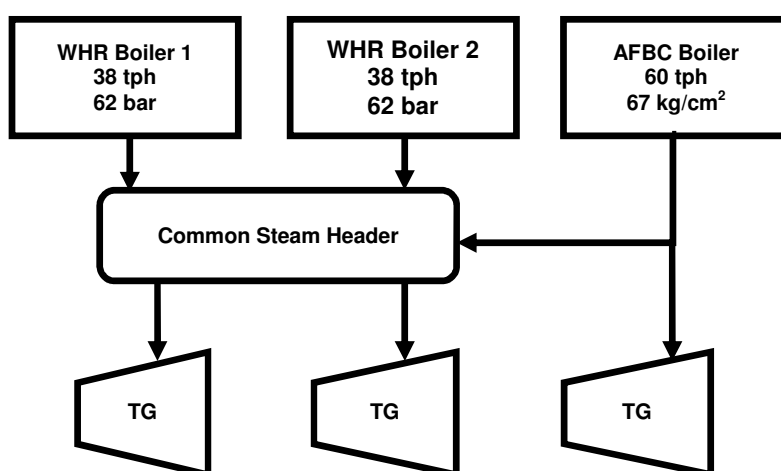 WHR Boiler 1
38 tph
62 bar
WHR Boiler 2
38 tph
62 bar
AFBC Boiler
60 tph
67 kg/cm²
Common Steam Header
TG
TG
TG